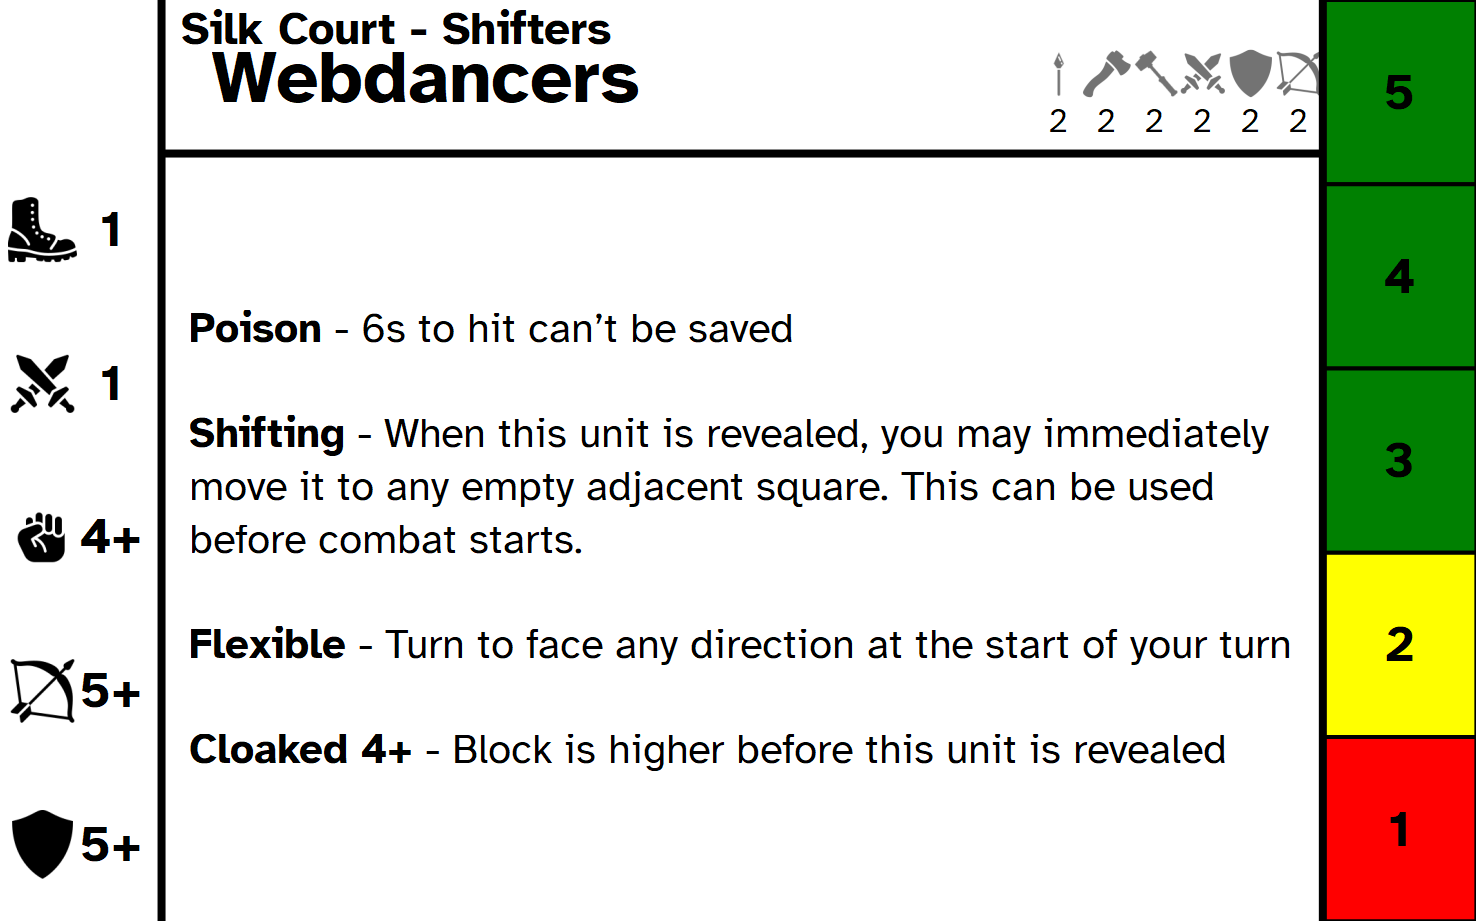 Silk Court - Shifters
Webdancers
2 2 2 2 2 2
1
1
4+
5+
5+
Poison - 6s to hit can’t be saved
Shifting - When this unit is revealed, you may immediately
move it to any empty adjacent square. This can be used
before combat starts.
Flexible - Turn to face any direction at the start of your turn
Cloaked 4+ - Block is higher before this unit is revealed
5
4
3
2
1